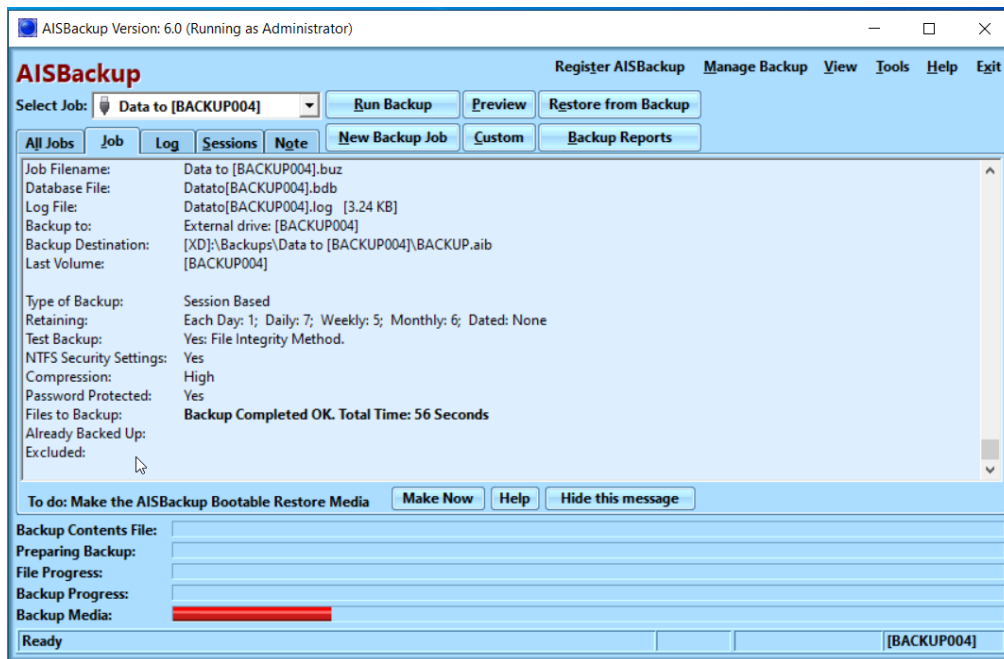 AISBackup Version: 6.0 (Running as Administrator)
AISBackup
Register AISBackup Manage Backup View Tools Help Exit
Select Job: Data to [BACKUP004] Run Backup Preview Restore from Backup
All Jobs Job Log Sessions Note New Backup Job Custom Backup Reports
Job Filename: Data to [BACKUP004].buz
Database File: Datato[BACKUP004].bdb
Log File: Datato[BACKUP004].log [3.24 KB]
Backup to: External drive: [BACKUP004]
Backup Destination: [XD]:\Backups\Data to [BACKUP004]\BACKUP.aib
Last Volume: [BACKUP004]
Type of Backup: Session Based
Retaining: Each Day: 1; Daily: 7; Weekly: 5; Monthly: 6; Dated: None
Test Backup: Yes: File Integrity Method.
NTFS Security Settings: Yes
Compression: High
Password Protected: Yes
Files to Backup: Backup Completed OK. Total Time: 56 Seconds
Already Backed Up:
Excluded:
To do: Make the AISBackup Bootable Restore Media Make Now Help Hide this message
Backup Contents File:
Preparing Backup:
File Progress:
Backup Progress:
Backup Media:
Ready [BACKUP004]